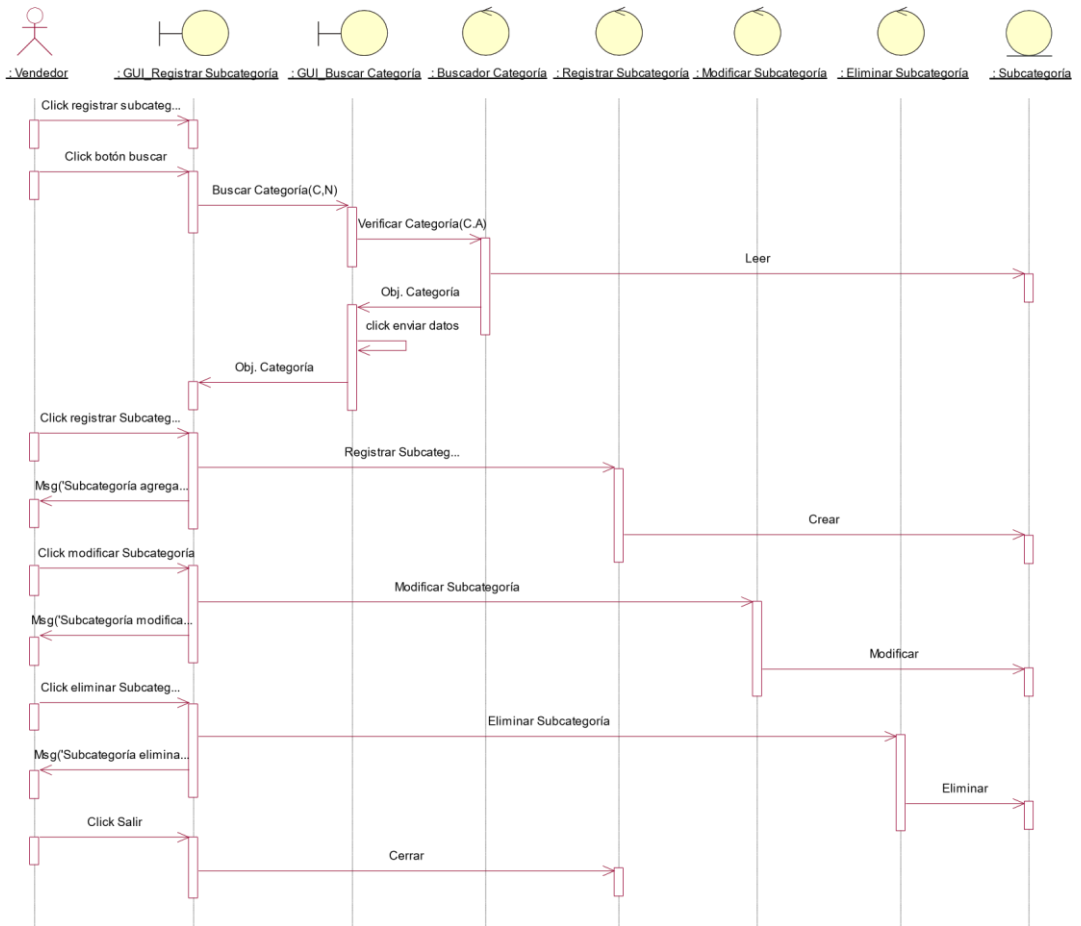 : Vendedor
: GUI_Registrar Subcategoría
: GUI_Buscar Categoría
: Buscador Categoría
: Registrar Subcategoría
: Modificar Subcategoría
: Eliminar Subcategoría
: Subcategoría
Click registrar subcateg...
Click botón buscar
Buscar Categoría(C,N)
Verificar Categoría(C.A)
Leer
Obj. Categoría
click enviar datos
Obj. Categoría
Click registrar Subcateg...
Registrar Subcateg...
Msg('Subcategoría agrega...
Crear
Click modificar Subcategoría
Modificar Subcategoría
Msg('Subcategoría modifica...
Modificar
Click eliminar Subcateg...
Eliminar Subcategoría
Msg('Subcategoría elimina...
Eliminar
Click Salir
Cerrar